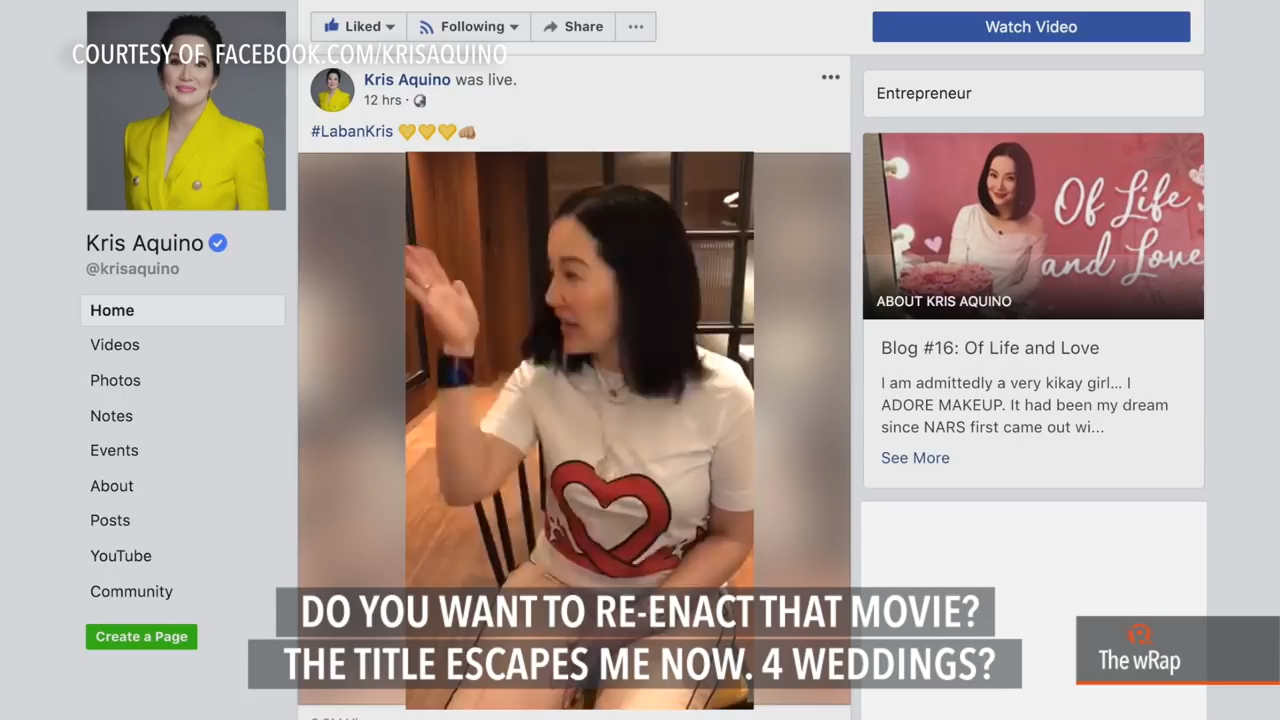 COURTESY OF FACEBOOK.COM/KRISAQUINO
Liked
Following
Share
Watch Video
Kris Aquino was live.
12 hrs
#LabanKris
Kris Aquino
@krisaquino
Home
Videos
Photos
Notes
Events
About
Posts
YouTube
Community
Create a Page
Entrepreneur
Of Life
and Love
ABOUT KRIS AQUINO
Blog #16: Of Life and Love
I am admittedly a very kikay girl... I
ADORE MAKEUP. It had been my dream
since NARS first came out wi...
See More
DO YOU WANT TO RE-ENACT THAT MOVIE?
THE TITLE ESCAPES ME NOW. 4 WEDDINGS?
The wRap